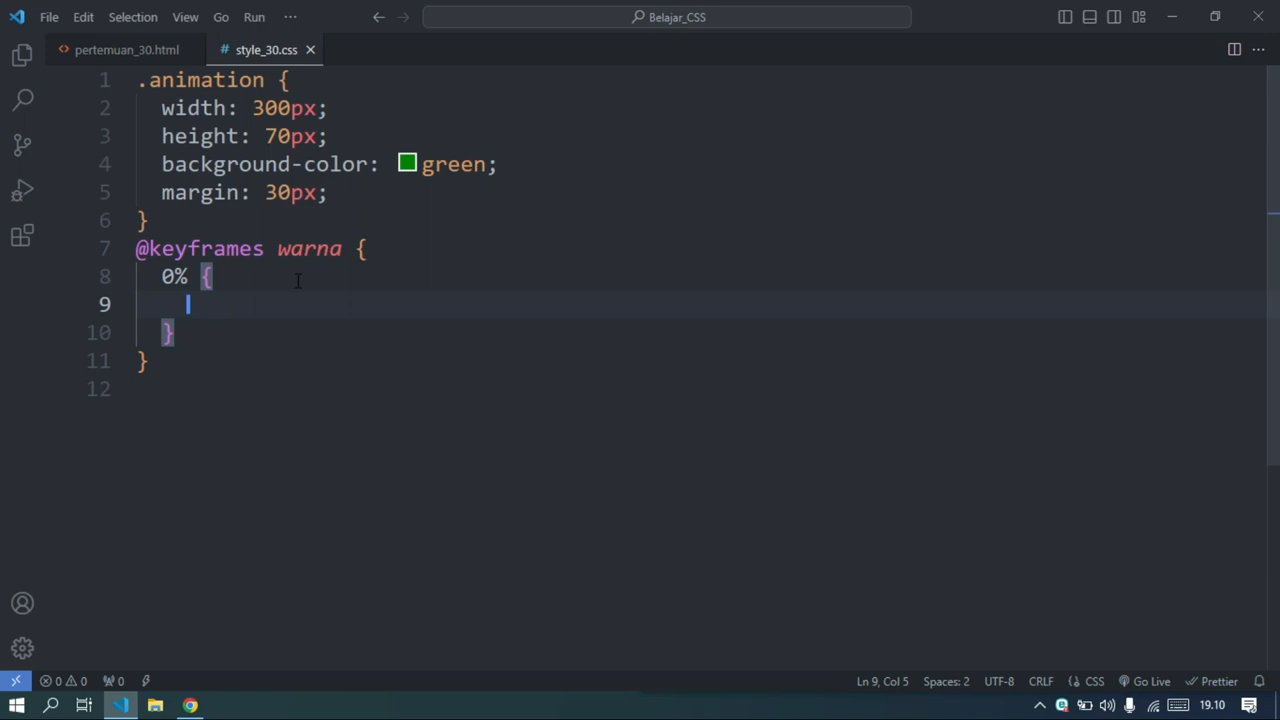 File Edit Selection View Go Run ··· Belajar_CSS
pertemuan_30.html # style_30.css
1 .animation {
2 width: 300px;
3 height: 70px;
4 background-color: green;
5 margin: 30px;
6 }
7 @keyframes warna {
8 0% {
9
10 }
11 }
12
0 0 0 Ln 9, Col 5 Spaces: 2 UTF-8 CRLF CSS Go Live Prettier
19.10